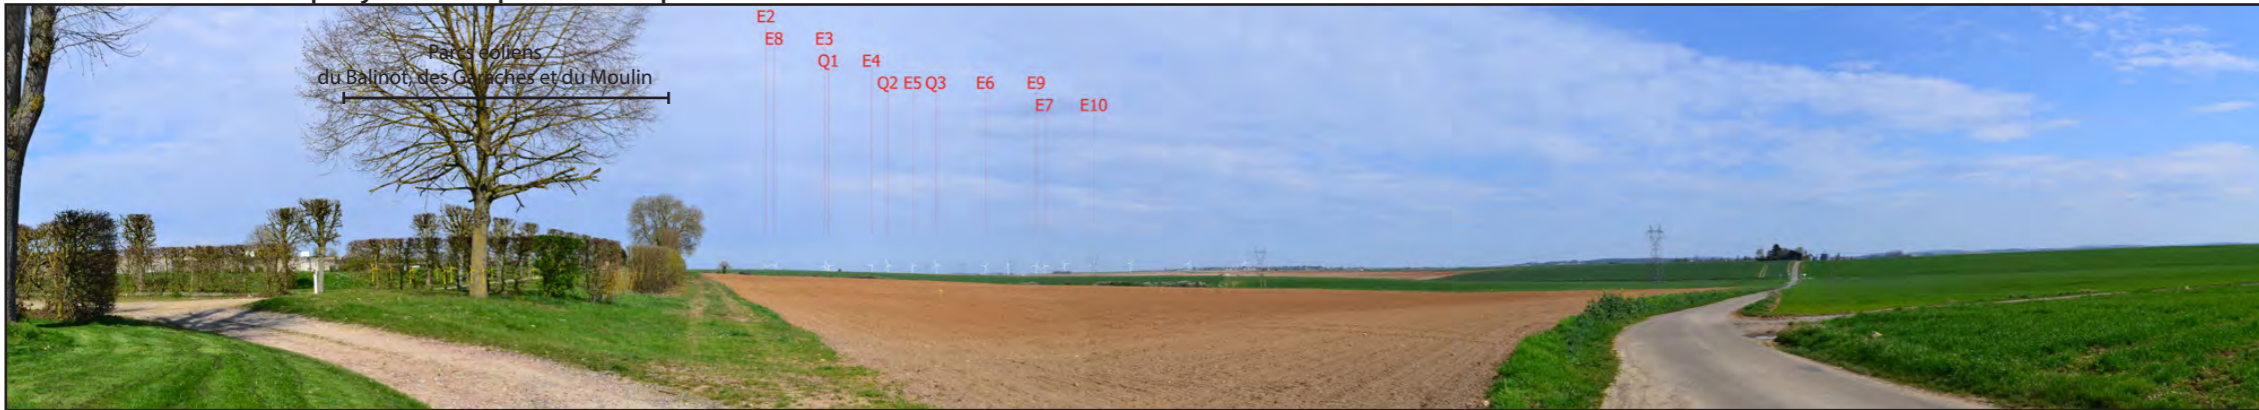 Parcs éoliens
du Balinot, des Garaches et du Moulin
E2
E8 E3
Q1 E4
Q2 E5 Q3 E6 E9
E7 E10